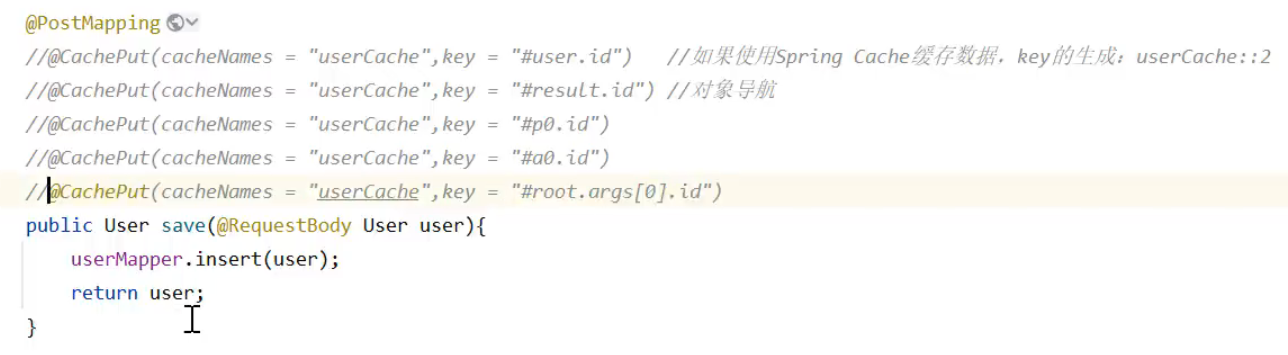 @PostMapping
//@CachePut(cacheNames = "userCache",key = "#user.id")   //如果使用Spring Cache缓存数据，key的生成：userCache::2
//@CachePut(cacheNames = "userCache",key = "#result.id") //对象导航
//@CachePut(cacheNames = "userCache",key = "#p0.id")
//@CachePut(cacheNames = "userCache",key = "#a0.id")
//@CachePut(cacheNames = "userCache",key = "#root.args[0].id")
public User save(@RequestBody User user){
    userMapper.insert(user);
    return user;
}